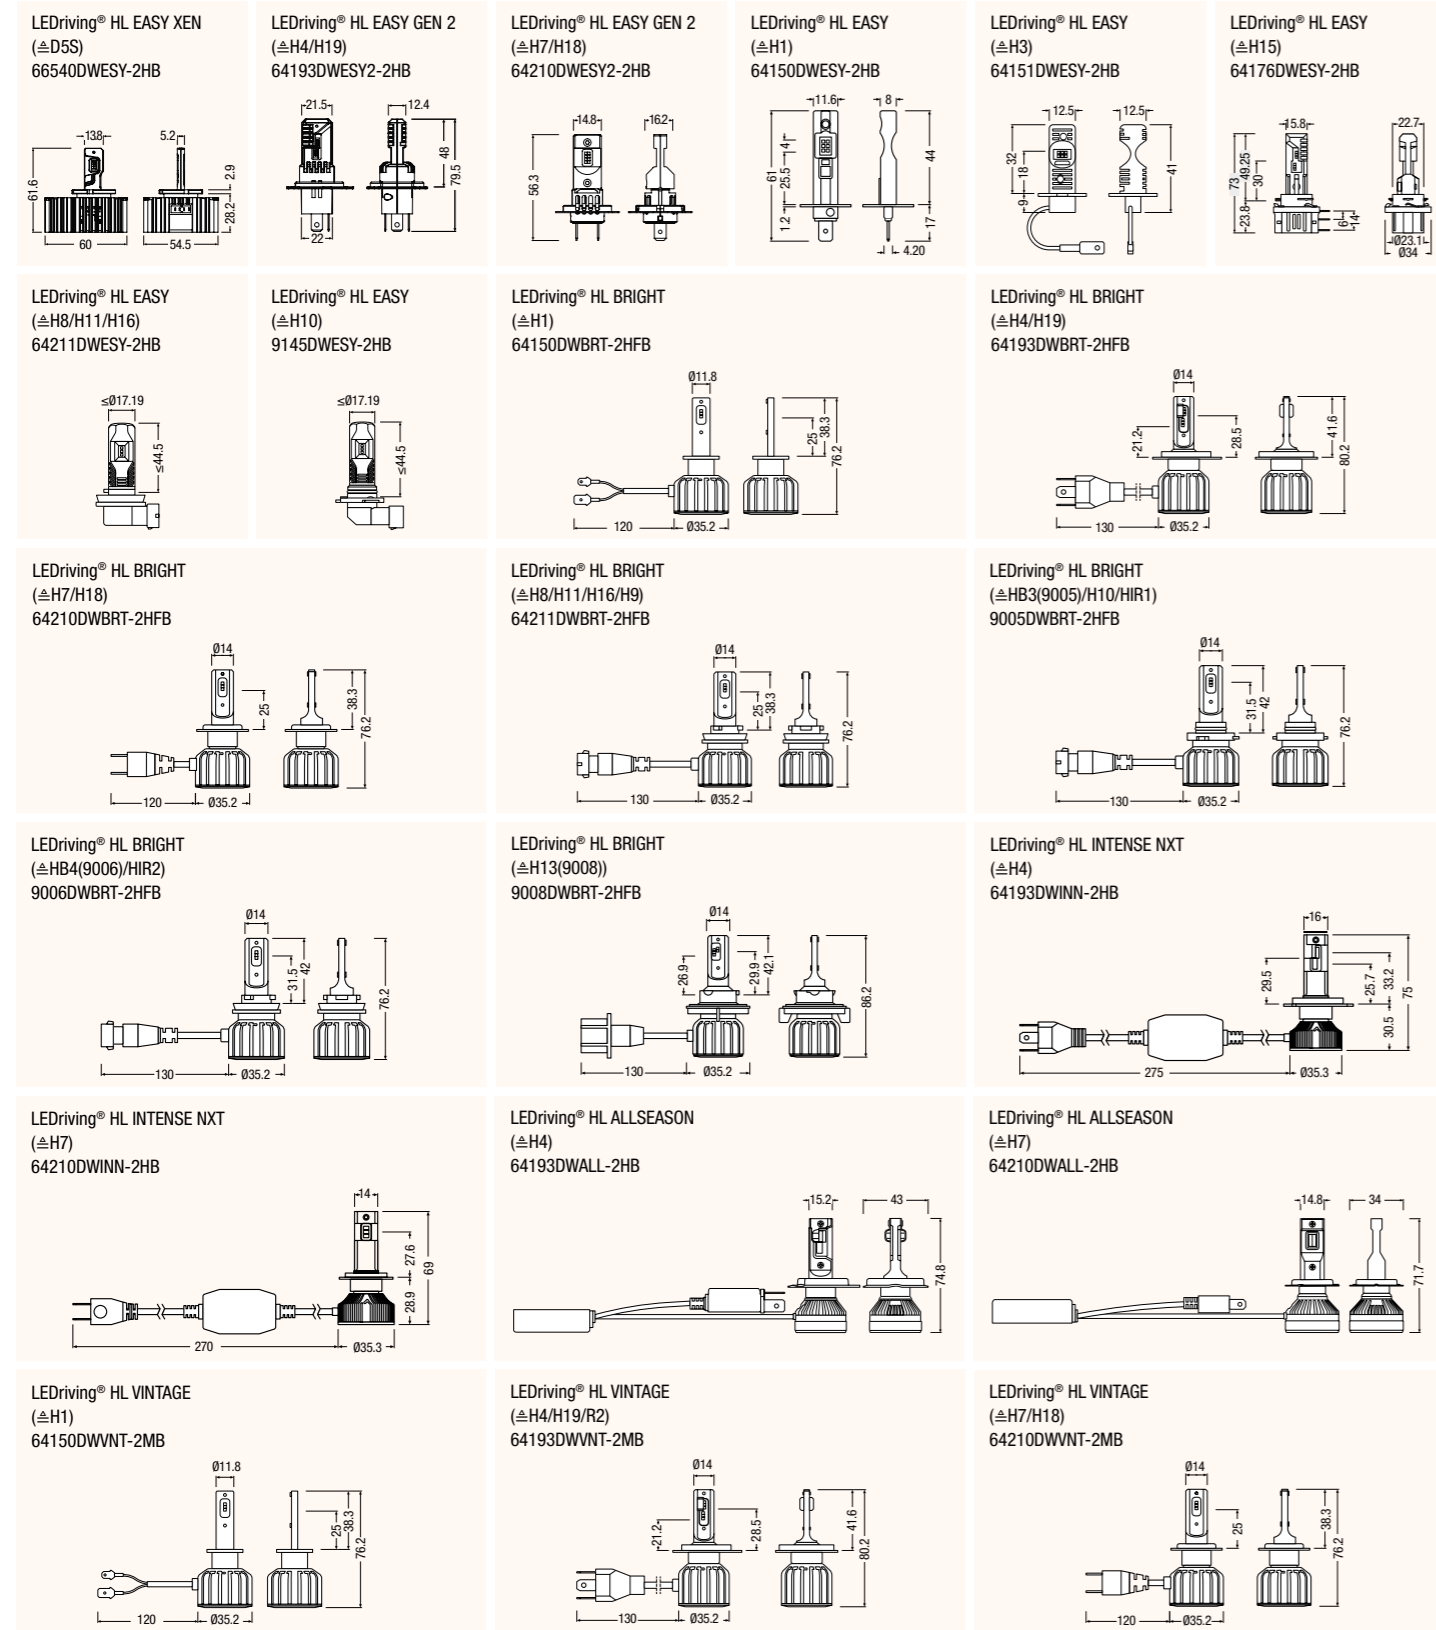 LEDriving® HL EASY XEN
(≙D5S)
66540DWESY-2HB
13.8
5.2
61.6
2.9
28.2
60
54.5
LEDriving® HL EASY GEN 2
(≙H4/H19)
64193DWESY2-2HB
21.5
12.4
48
79.5
22
LEDriving® HL EASY GEN 2
(≙H7/H18)
64210DWESY2-2HB
14.8
16.2
56.3
LEDriving® HL EASY
(≙H1)
64150DWESY-2HB
11.6
8
61
4
25.5
1.2
44
17
4.20
LEDriving® HL EASY
(≙H3)
64151DWESY-2HB
12.5
12.5
32
18
9
41
LEDriving® HL EASY
(≙H15)
64176DWESY-2HB
15.8
22.7
73
49.25
30
23.8
6
14
Ø23.1
Ø34
LEDriving® HL EASY
(≙H8/H11/H16)
64211DWESY-2HB
≤Ø17.19
≤44.5
LEDriving® HL EASY
(≙H10)
9145DWESY-2HB
≤Ø17.19
≤44.5
LEDriving® HL BRIGHT
(≙H1)
64150DWBRT-2HFB
Ø11.8
25
38.3
76.2
120
Ø35.2
LEDriving® HL BRIGHT
(≙H4/H19)
64193DWBRT-2HFB
Ø14
21.2
28.5
41.6
80.2
130
Ø35.2
LEDriving® HL BRIGHT
(≙H7/H18)
64210DWBRT-2HFB
Ø14
25
38.3
76.2
120
Ø35.2
LEDriving® HL BRIGHT
(≙H8/H11/H16/H9)
64211DWBRT-2HFB
Ø14
25
38.3
76.2
130
Ø35.2
LEDriving® HL BRIGHT
(≙HB3(9005)/H10/HIR1)
9005DWBRT-2HFB
Ø14
31.5
42
76.2
130
Ø35.2
LEDriving® HL BRIGHT
(≙HB4(9006)/HIR2)
9006DWBRT-2HFB
Ø14
31.5
42
76.2
130
Ø35.2
LEDriving® HL BRIGHT
(≙H13(9008))
9008DWBRT-2HFB
Ø14
26.9
29.9
42.1
86.2
130
Ø35.2
LEDriving® HL INTENSE NXT
(≙H4)
64193DWINN-2HB
16
29.5
25.7
33.2
75
30.5
275
Ø35.3
LEDriving® HL INTENSE NXT
(≙H7)
64210DWINN-2HB
14
27.6
69
28.9
270
Ø35.3
LEDriving® HL ALLSEASON
(≙H4)
64193DWALL-2HB
15.2
43
74.8
LEDriving® HL ALLSEASON
(≙H7)
64210DWALL-2HB
14.8
34
71.7
LEDriving® HL VINTAGE
(≙H1)
64150DWVNT-2MB
Ø11.8
25
38.3
76.2
120
Ø35.2
LEDriving® HL VINTAGE
(≙H4/H19/R2)
64193DWVNT-2MB
Ø14
21.2
28.5
41.6
80.2
130
Ø35.2
LEDriving® HL VINTAGE
(≙H7/H18)
64210DWVNT-2MB
Ø14
25
38.3
76.2
120
Ø35.2